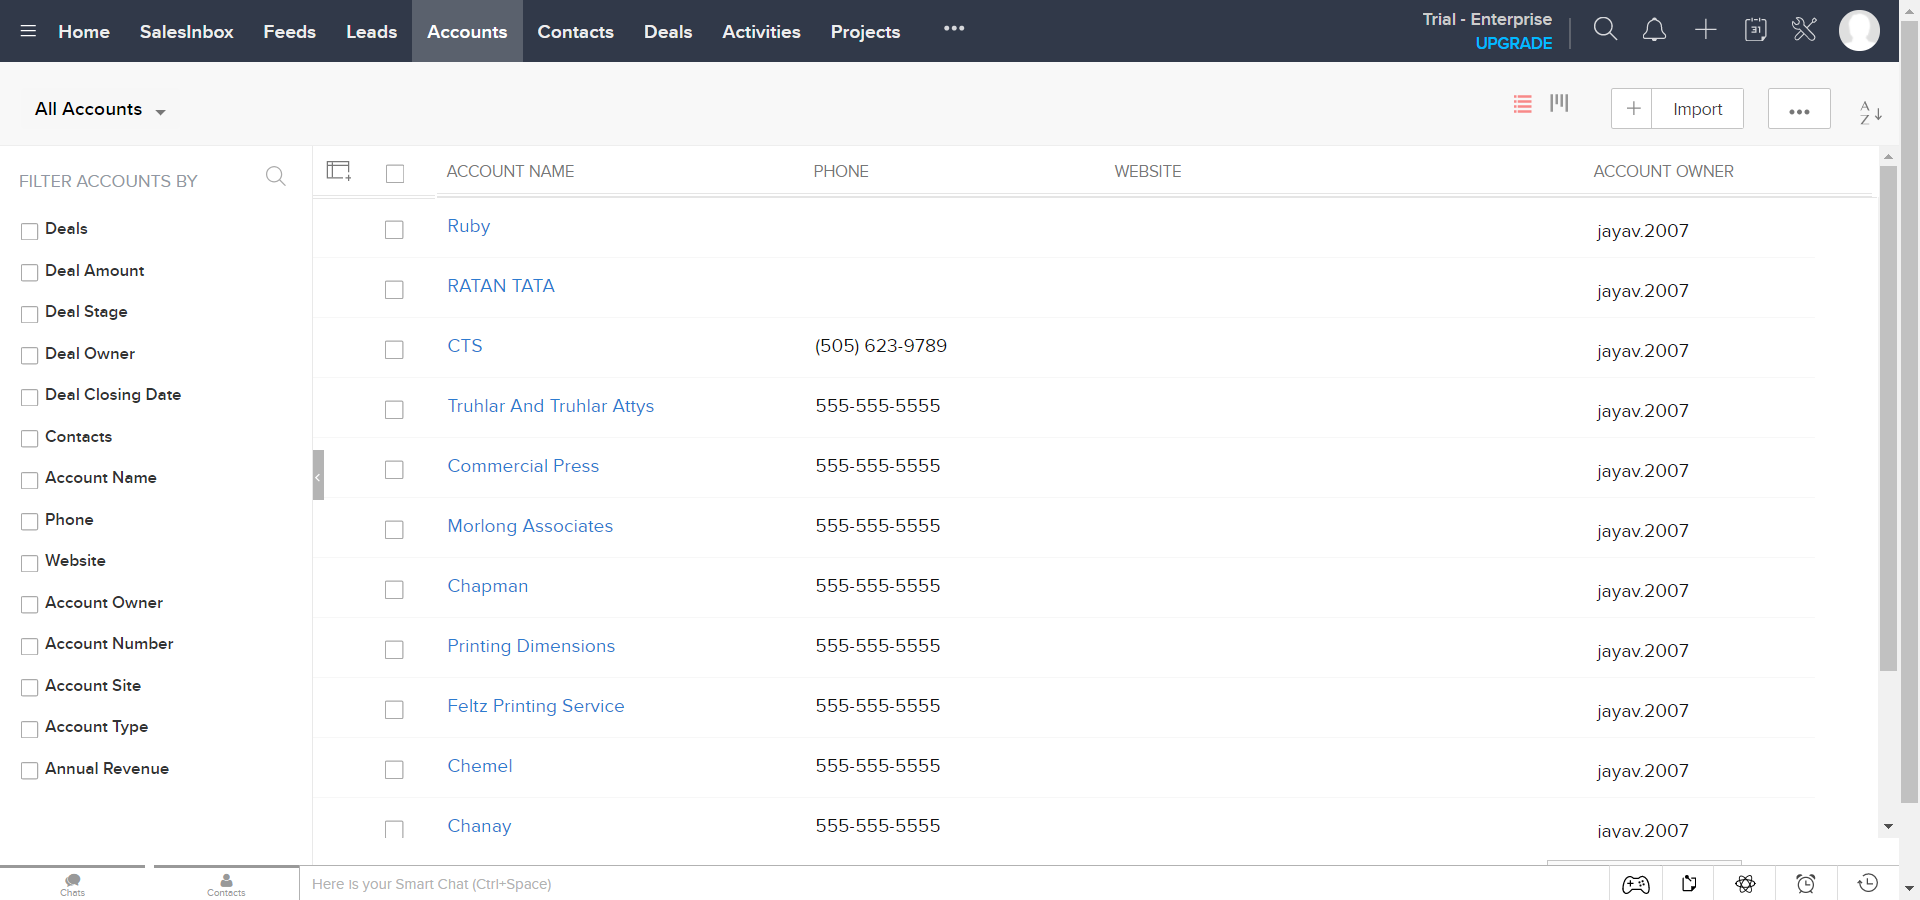 Home SalesInbox Feeds Leads Accounts Contacts Deals Activities Projects ••• Trial - Enterprise
UPGRADE
31
All Accounts
Import
A
Z
FILTER ACCOUNTS BY
Deals
Deal Amount
Deal Stage
Deal Owner
Deal Closing Date
Contacts
Account Name
Phone
Website
Account Owner
Account Number
Account Site
Account Type
Annual Revenue
ACCOUNT NAME PHONE WEBSITE ACCOUNT OWNER
Ruby jayav.2007
RATAN TATA jayav.2007
CTS (505) 623-9789 jayav.2007
Truhlar And Truhlar Attys 555-555-5555 jayav.2007
Commercial Press 555-555-5555 jayav.2007
Morlong Associates 555-555-5555 jayav.2007
Chapman 555-555-5555 jayav.2007
Printing Dimensions 555-555-5555 jayav.2007
Feltz Printing Service 555-555-5555 jayav.2007
Chemel 555-555-5555 jayav.2007
Chanay 555-555-5555 jayav.2007
Chats Contacts Here is your Smart Chat (Ctrl+Space)